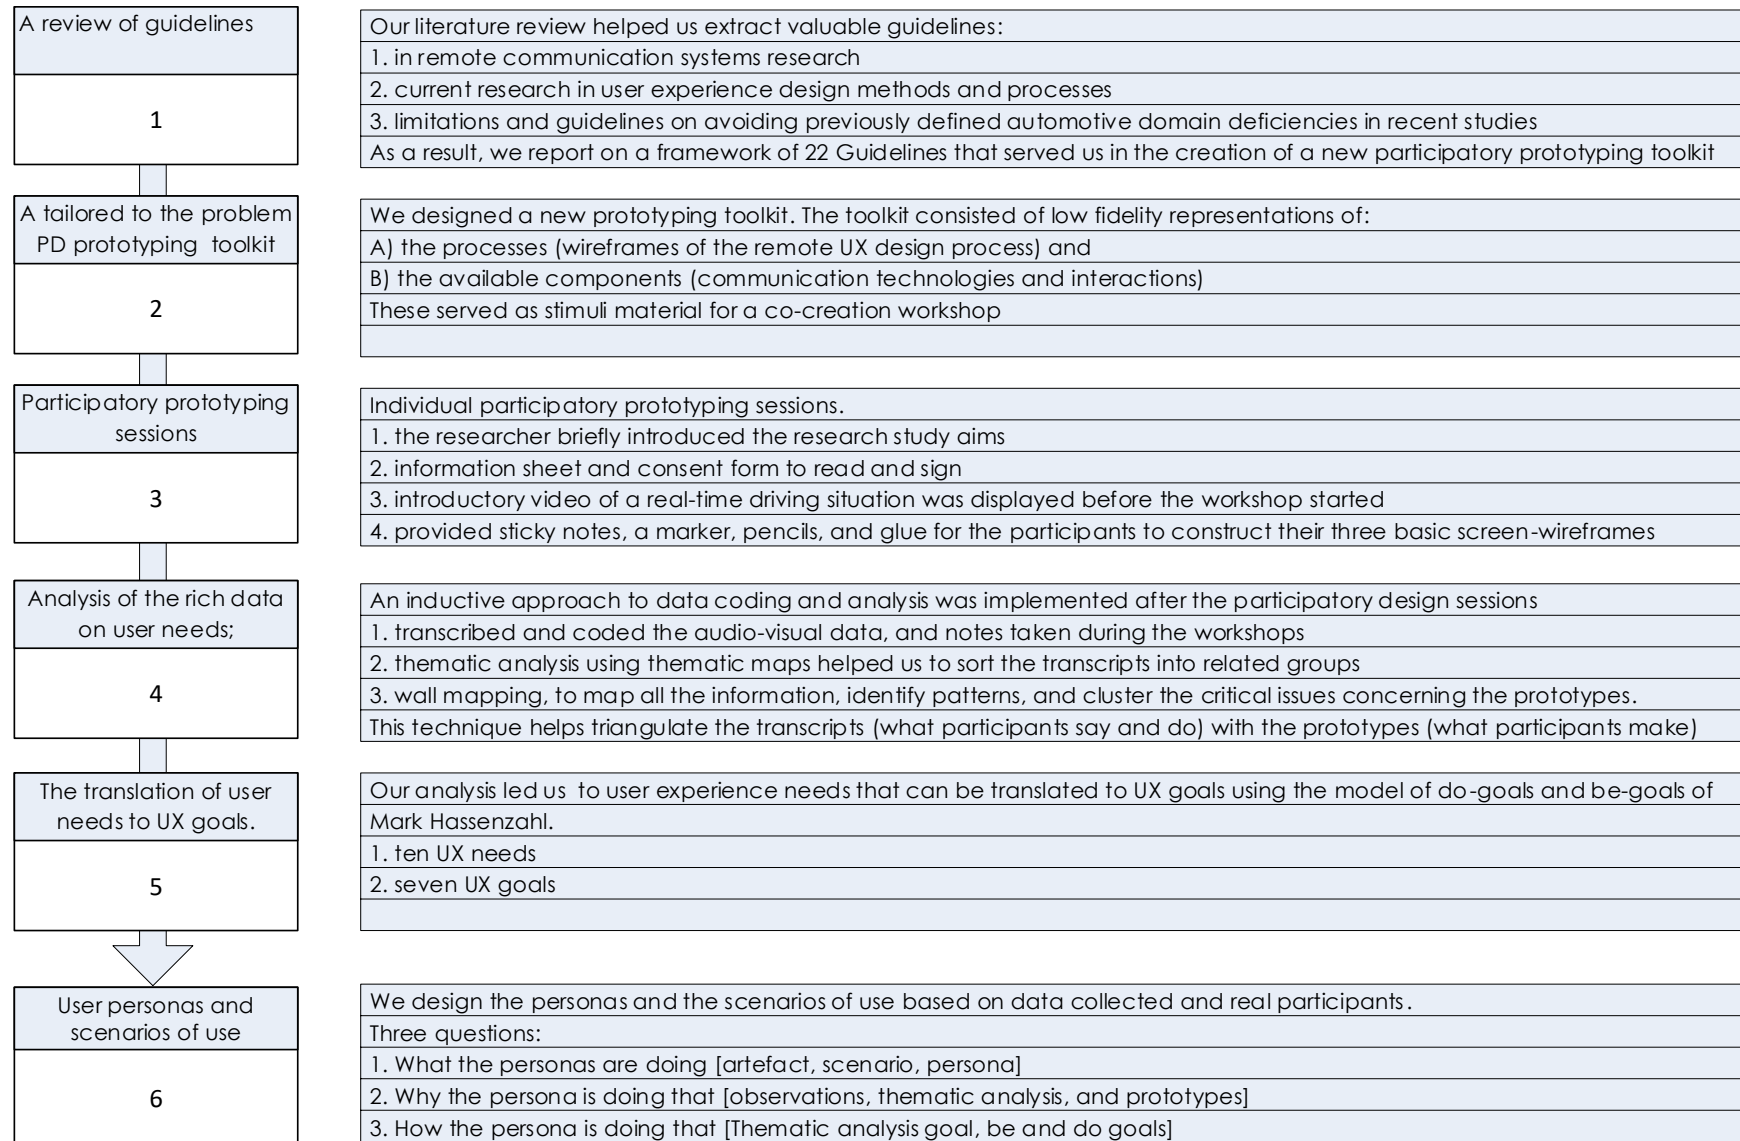 A review of guidelines
1
Our literature review helped us extract valuable guidelines:
1. in remote communication systems research
2. current research in user experience design methods and processes
3. limitations and guidelines on avoiding previously defined automotive domain deficiencies in recent studies
As a result, we report on a framework of 22 Guidelines that served us in the creation of a new participatory prototyping toolkit
A tailored to the problem
PD prototyping toolkit
2
We designed a new prototyping toolkit. The toolkit consisted of low fidelity representations of:
A) the processes (wireframes of the remote UX design process) and
B) the available components (communication technologies and interactions)
These served as stimuli material for a co-creation workshop
Participatory prototyping
sessions
3
Individual participatory prototyping sessions.
1. the researcher briefly introduced the research study aims
2. information sheet and consent form to read and sign
3. introductory video of a real-time driving situation was displayed before the workshop started
4. provided sticky notes, a marker, pencils, and glue for the participants to construct their three basic screen-wireframes
Analysis of the rich data
on user needs;
4
An inductive approach to data coding and analysis was implemented after the participatory design sessions
1. transcribed and coded the audio-visual data, and notes taken during the workshops
2. thematic analysis using thematic maps helped us to sort the transcripts into related groups
3. wall mapping, to map all the information, identify patterns, and cluster the critical issues concerning the prototypes.
This technique helps triangulate the transcripts (what participants say and do) with the prototypes (what participants make)
The translation of user
needs to UX goals.
5
Our analysis led us to user experience needs that can be translated to UX goals using the model of do-goals and be-goals of
Mark Hassenzahl.
1. ten UX needs
2. seven UX goals
User personas and
scenarios of use
6
We design the personas and the scenarios of use based on data collected and real participants.
Three questions:
1. What the personas are doing [artefact, scenario, persona]
2. Why the persona is doing that [observations, thematic analysis, and prototypes]
3. How the persona is doing that [Thematic analysis goal, be and do goals]